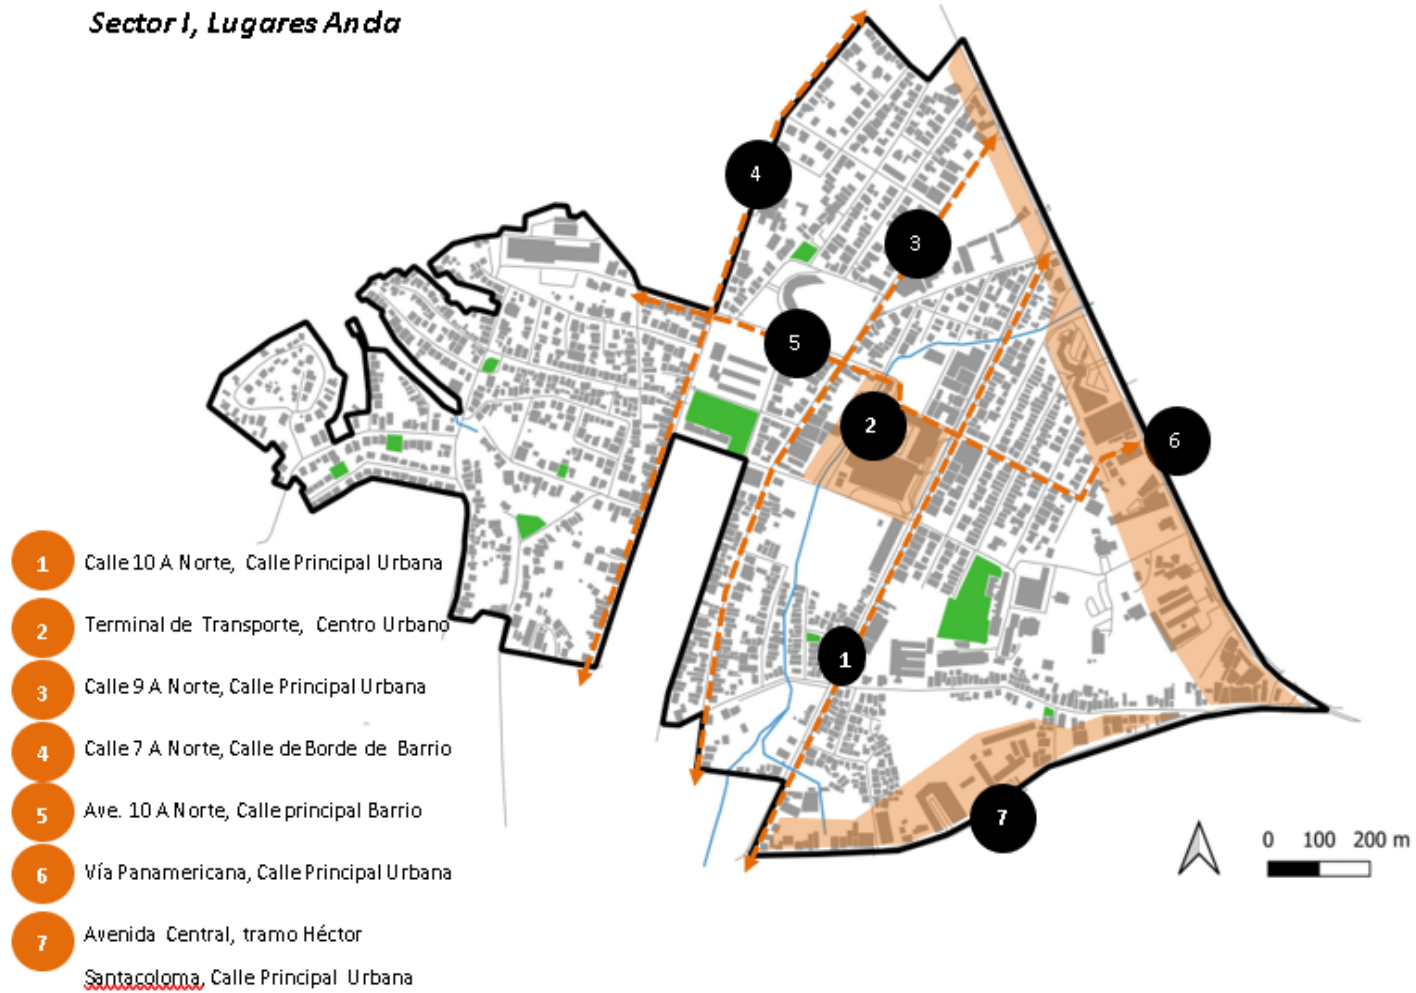 Sector I, Lugares Ancla
4
3
5
2
6
1
7
1 Calle 10 A Norte, Calle Principal Urbana
2 Terminal de Transporte, Centro Urbano
3 Calle 9 A Norte, Calle Principal Urbana
4 Calle 7 A Norte, Calle de Borde de Barrio
5 Ave. 10 A Norte, Calle principal Barrio
6 Vía Panamericana, Calle Principal Urbana
7 Avenida Central, tramo Héctor
Santacoloma, Calle Principal Urbana
0 100 200 m